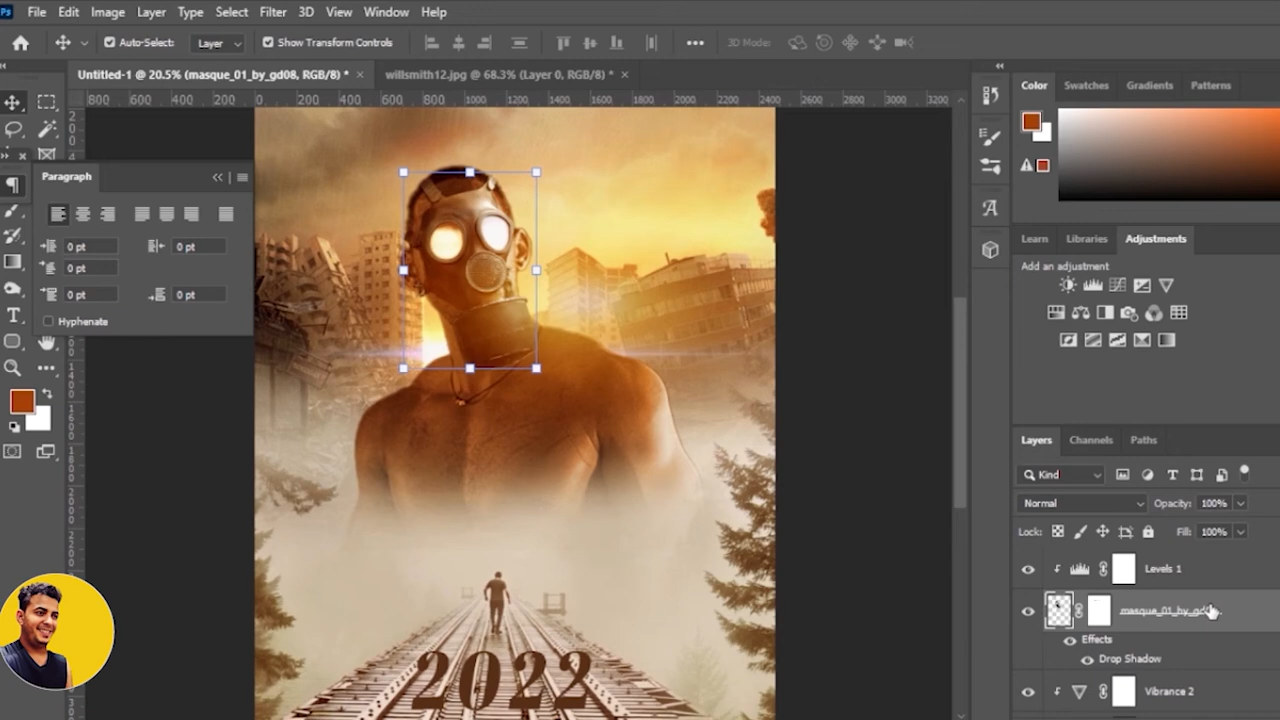 Ps File Edit Image Layer Type Select Filter 3D View Window Help
Auto-Select: Layer Show Transform Controls 3D Mode:
Untitled-1 @ 20.5% (masque_01_by_gd08, RGB/8) * × willsmith12.jpg @ 68.3% (Layer 0, RGB/8) * ×
800 600 400 200 0 200 400 600 800 1000 1200 1400 1600 1800 2000 2200 2400 2600 2800 3000 3200
Color Swatches Gradients Patterns
Paragraph
0 pt 0 pt
0 pt
0 pt 0 pt
Hyphenate
Learn Libraries Adjustments
Add an adjustment
Layers Channels Paths
Kind
Normal Opacity: 100%
Lock: Fill: 100%
Levels 1
masque_01_by_gd
Effects
Drop Shadow
Vibrance 2
2022